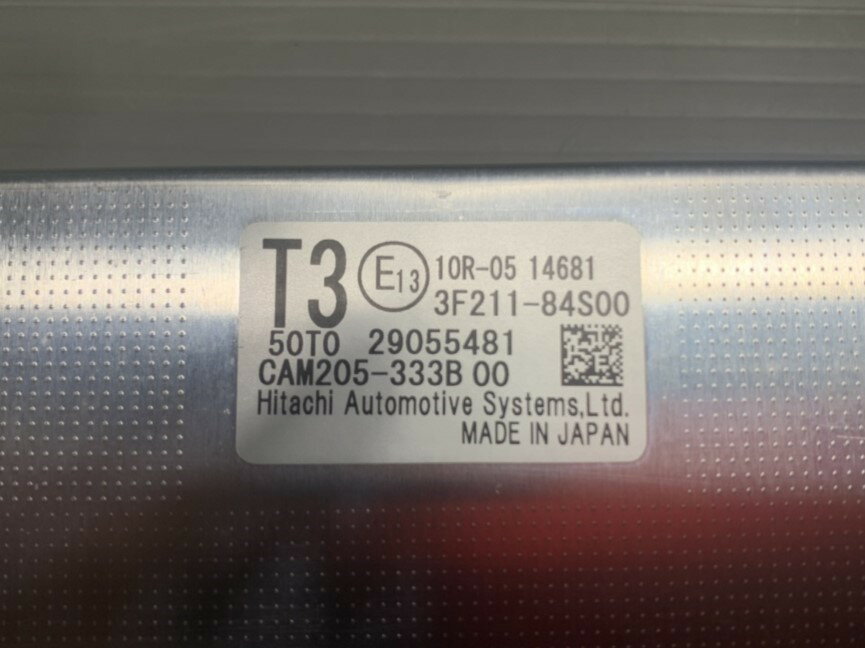 T3 E13 10R-05 14681
3F211-84S00
50T0 29055481
CAM205-333B 00
Hitachi Automotive Systems,Ltd.
MADE IN JAPAN